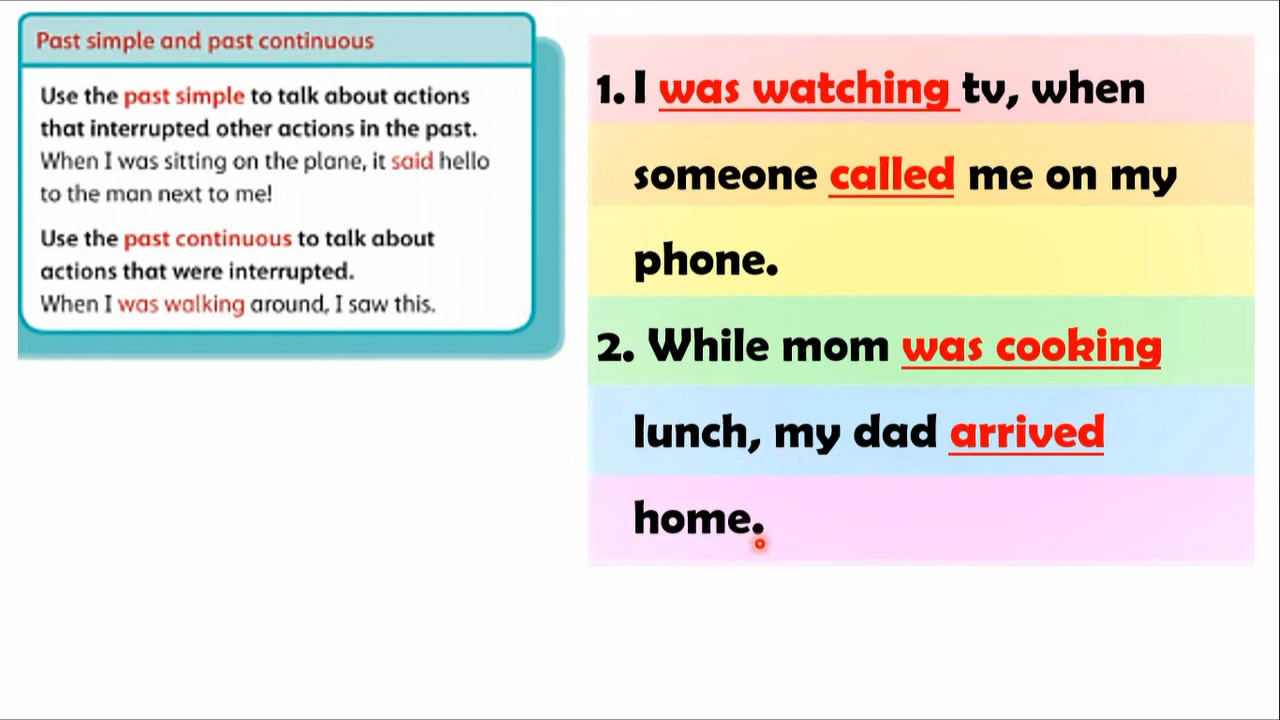 Past simple and past continuous
Use the past simple to talk about actions
that interrupted other actions in the past.
When I was sitting on the plane, it said hello
to the man next to me!
Use the past continuous to talk about
actions that were interrupted.
When I was walking around, I saw this.
1. I was watching tv, when
someone called me on my
phone.
2. While mom was cooking
lunch, my dad arrived
home.